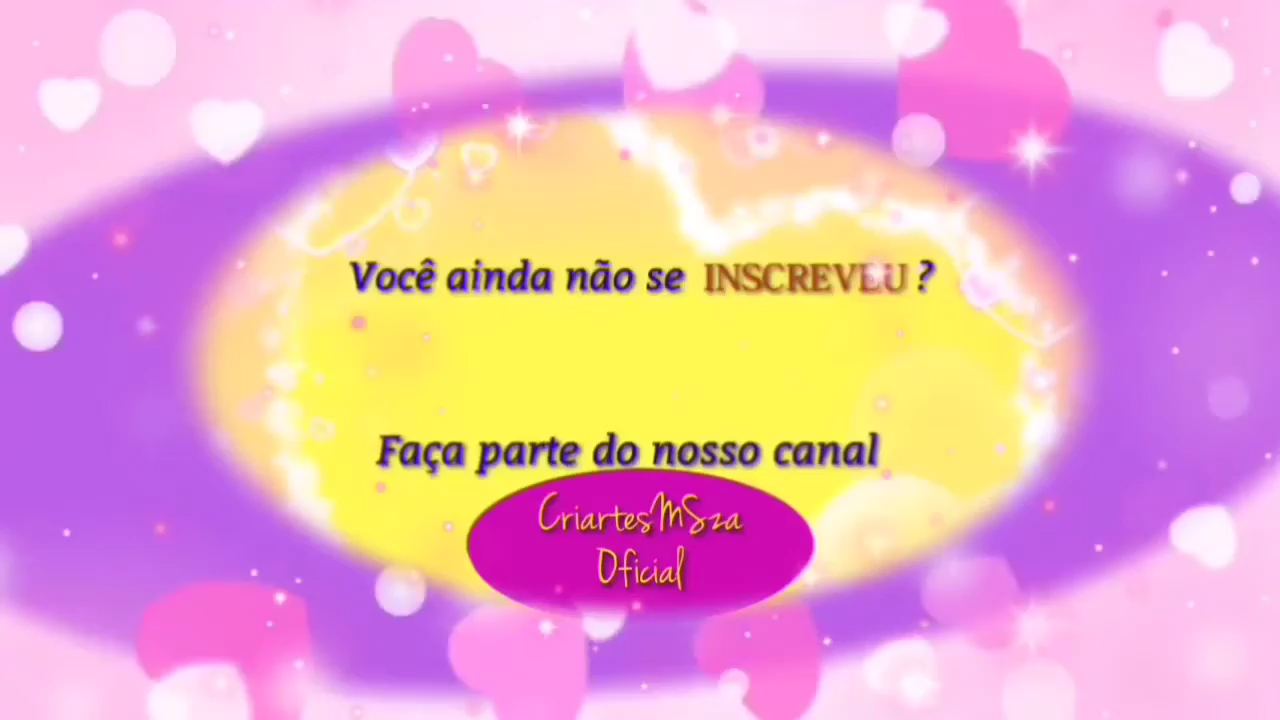 Você ainda não se INSCREVEU ?
Faça parte do nosso canal
CriartesMSza
Oficial